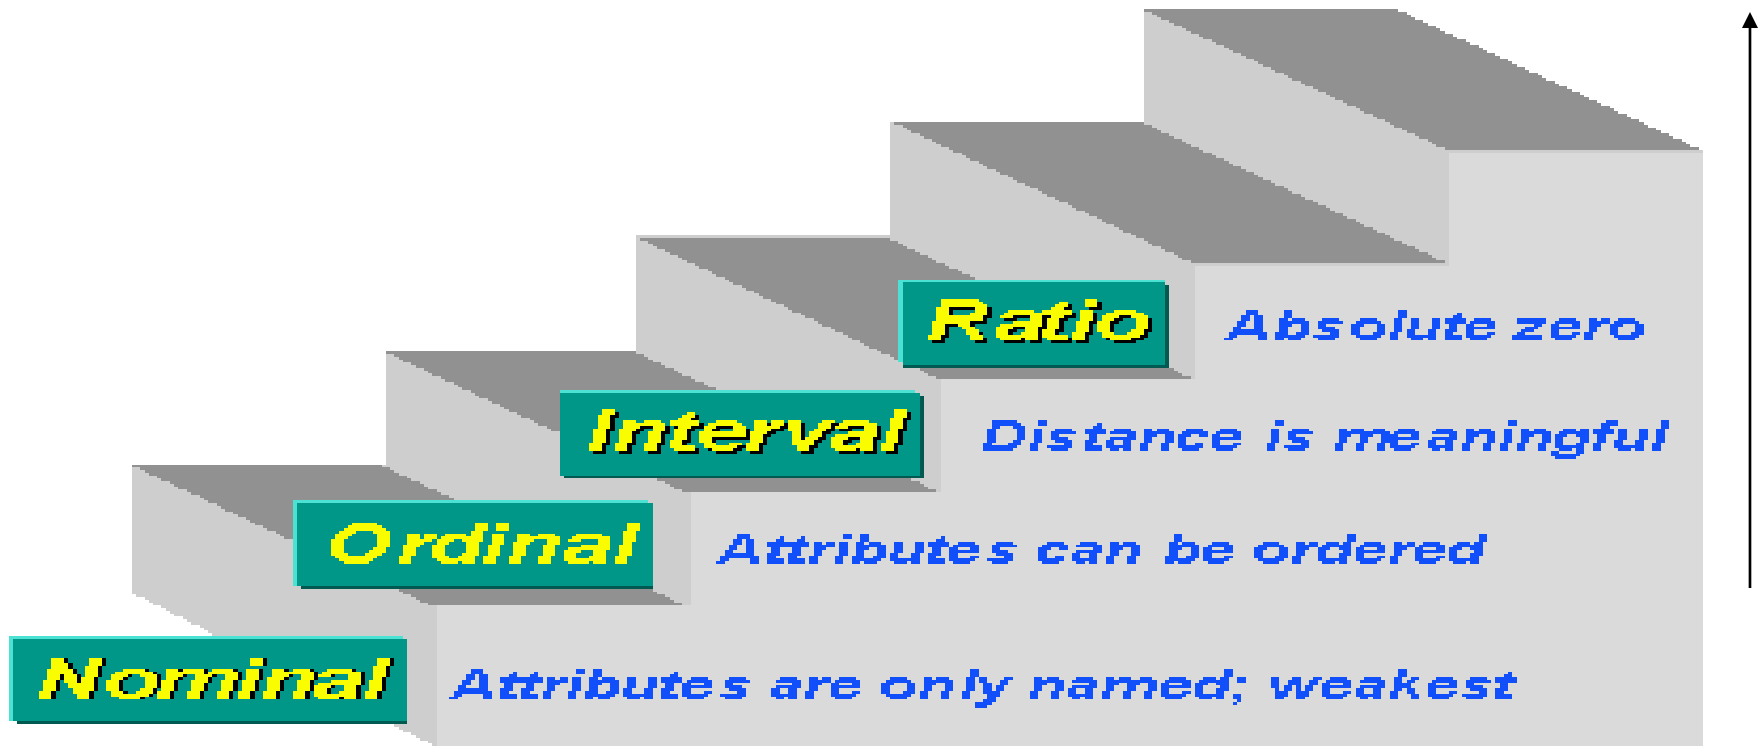 Ratio Absolute zero
Interval Distance is meaningful
Ordinal Attributes can be ordered
Nominal Attributes are only named; weakest